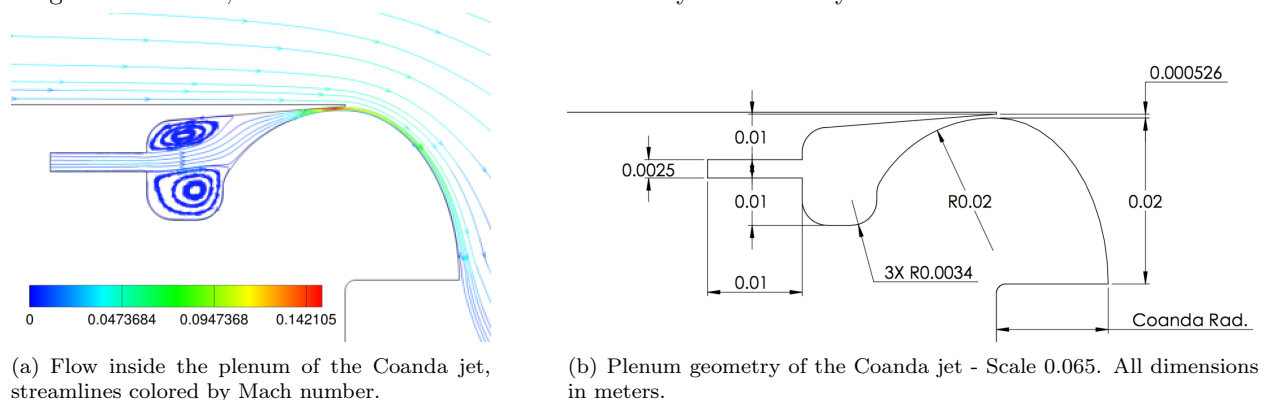 0
0.0473684
0.0947368
0.142105
(a) Flow inside the plenum of the Coanda jet,
streamlines colored by Mach number.
0.000526
0.01
0.0025
0.01
R0.02
0.02
3X R0.0034
0.01
Coanda Rad.
(b) Plenum geometry of the Coanda jet - Scale 0.065. All dimensions
in meters.